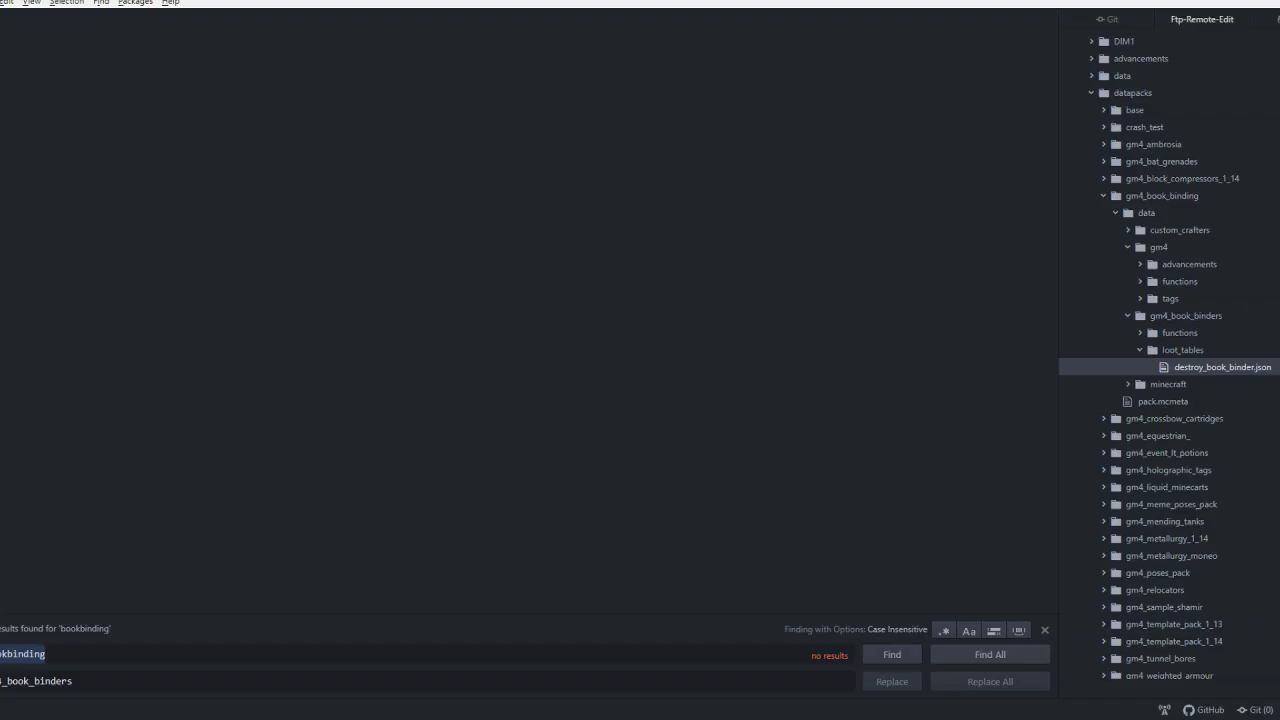 View Selection Find Packages Help
Git Ftp-Remote-Edit
DIM1
advancements
data
datapacks
base
crash_test
gm4_ambrosia
gm4_bat_grenades
gm4_block_compressors_1_14
gm4_book_binding
data
custom_crafters
gm4
advancements
functions
tags
gm4_book_binders
functions
loot_tables
destroy_book_binder.json
minecraft
pack.mcmeta
gm4_crossbow_cartridges
gm4_equestrian_
gm4_event_lt_potions
gm4_holographic_tags
gm4_liquid_minecarts
gm4_meme_poses_pack
gm4_mending_tanks
gm4_metallurgy_1_14
gm4_metallurgy_moneo
gm4_poses_pack
gm4_relocators
gm4_sample_shamir
gm4_template_pack_1_13
gm4_template_pack_1_14
gm4_tunnel_bores
gm4_weighted_armour
esults found for 'bookbinding' Finding with Options: Case Insensitive .* Aa
okbinding no results Find Find All
_book_binders Replace Replace All
GitHub Git (0)